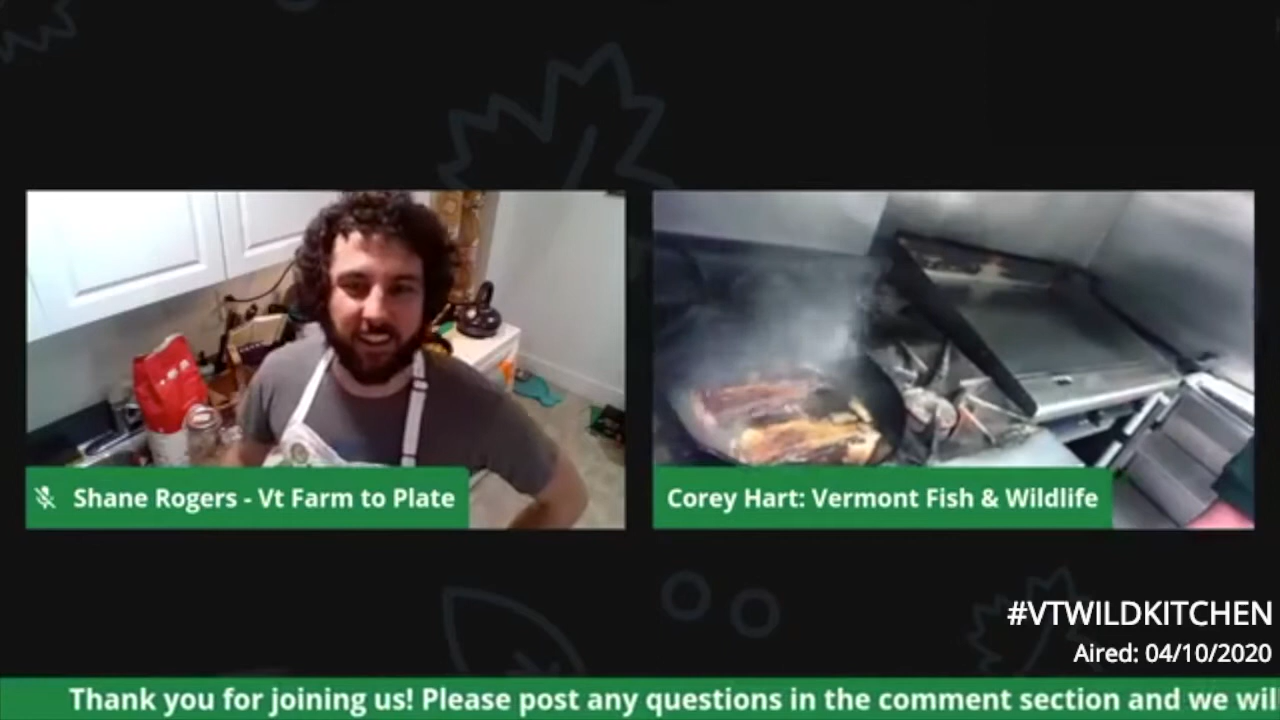 Shane Rogers - Vt Farm to Plate
Corey Hart: Vermont Fish & Wildlife
#VTWILDKITCHEN
Aired: 04/10/2020
Thank you for joining us! Please post any questions in the comment section and we wil